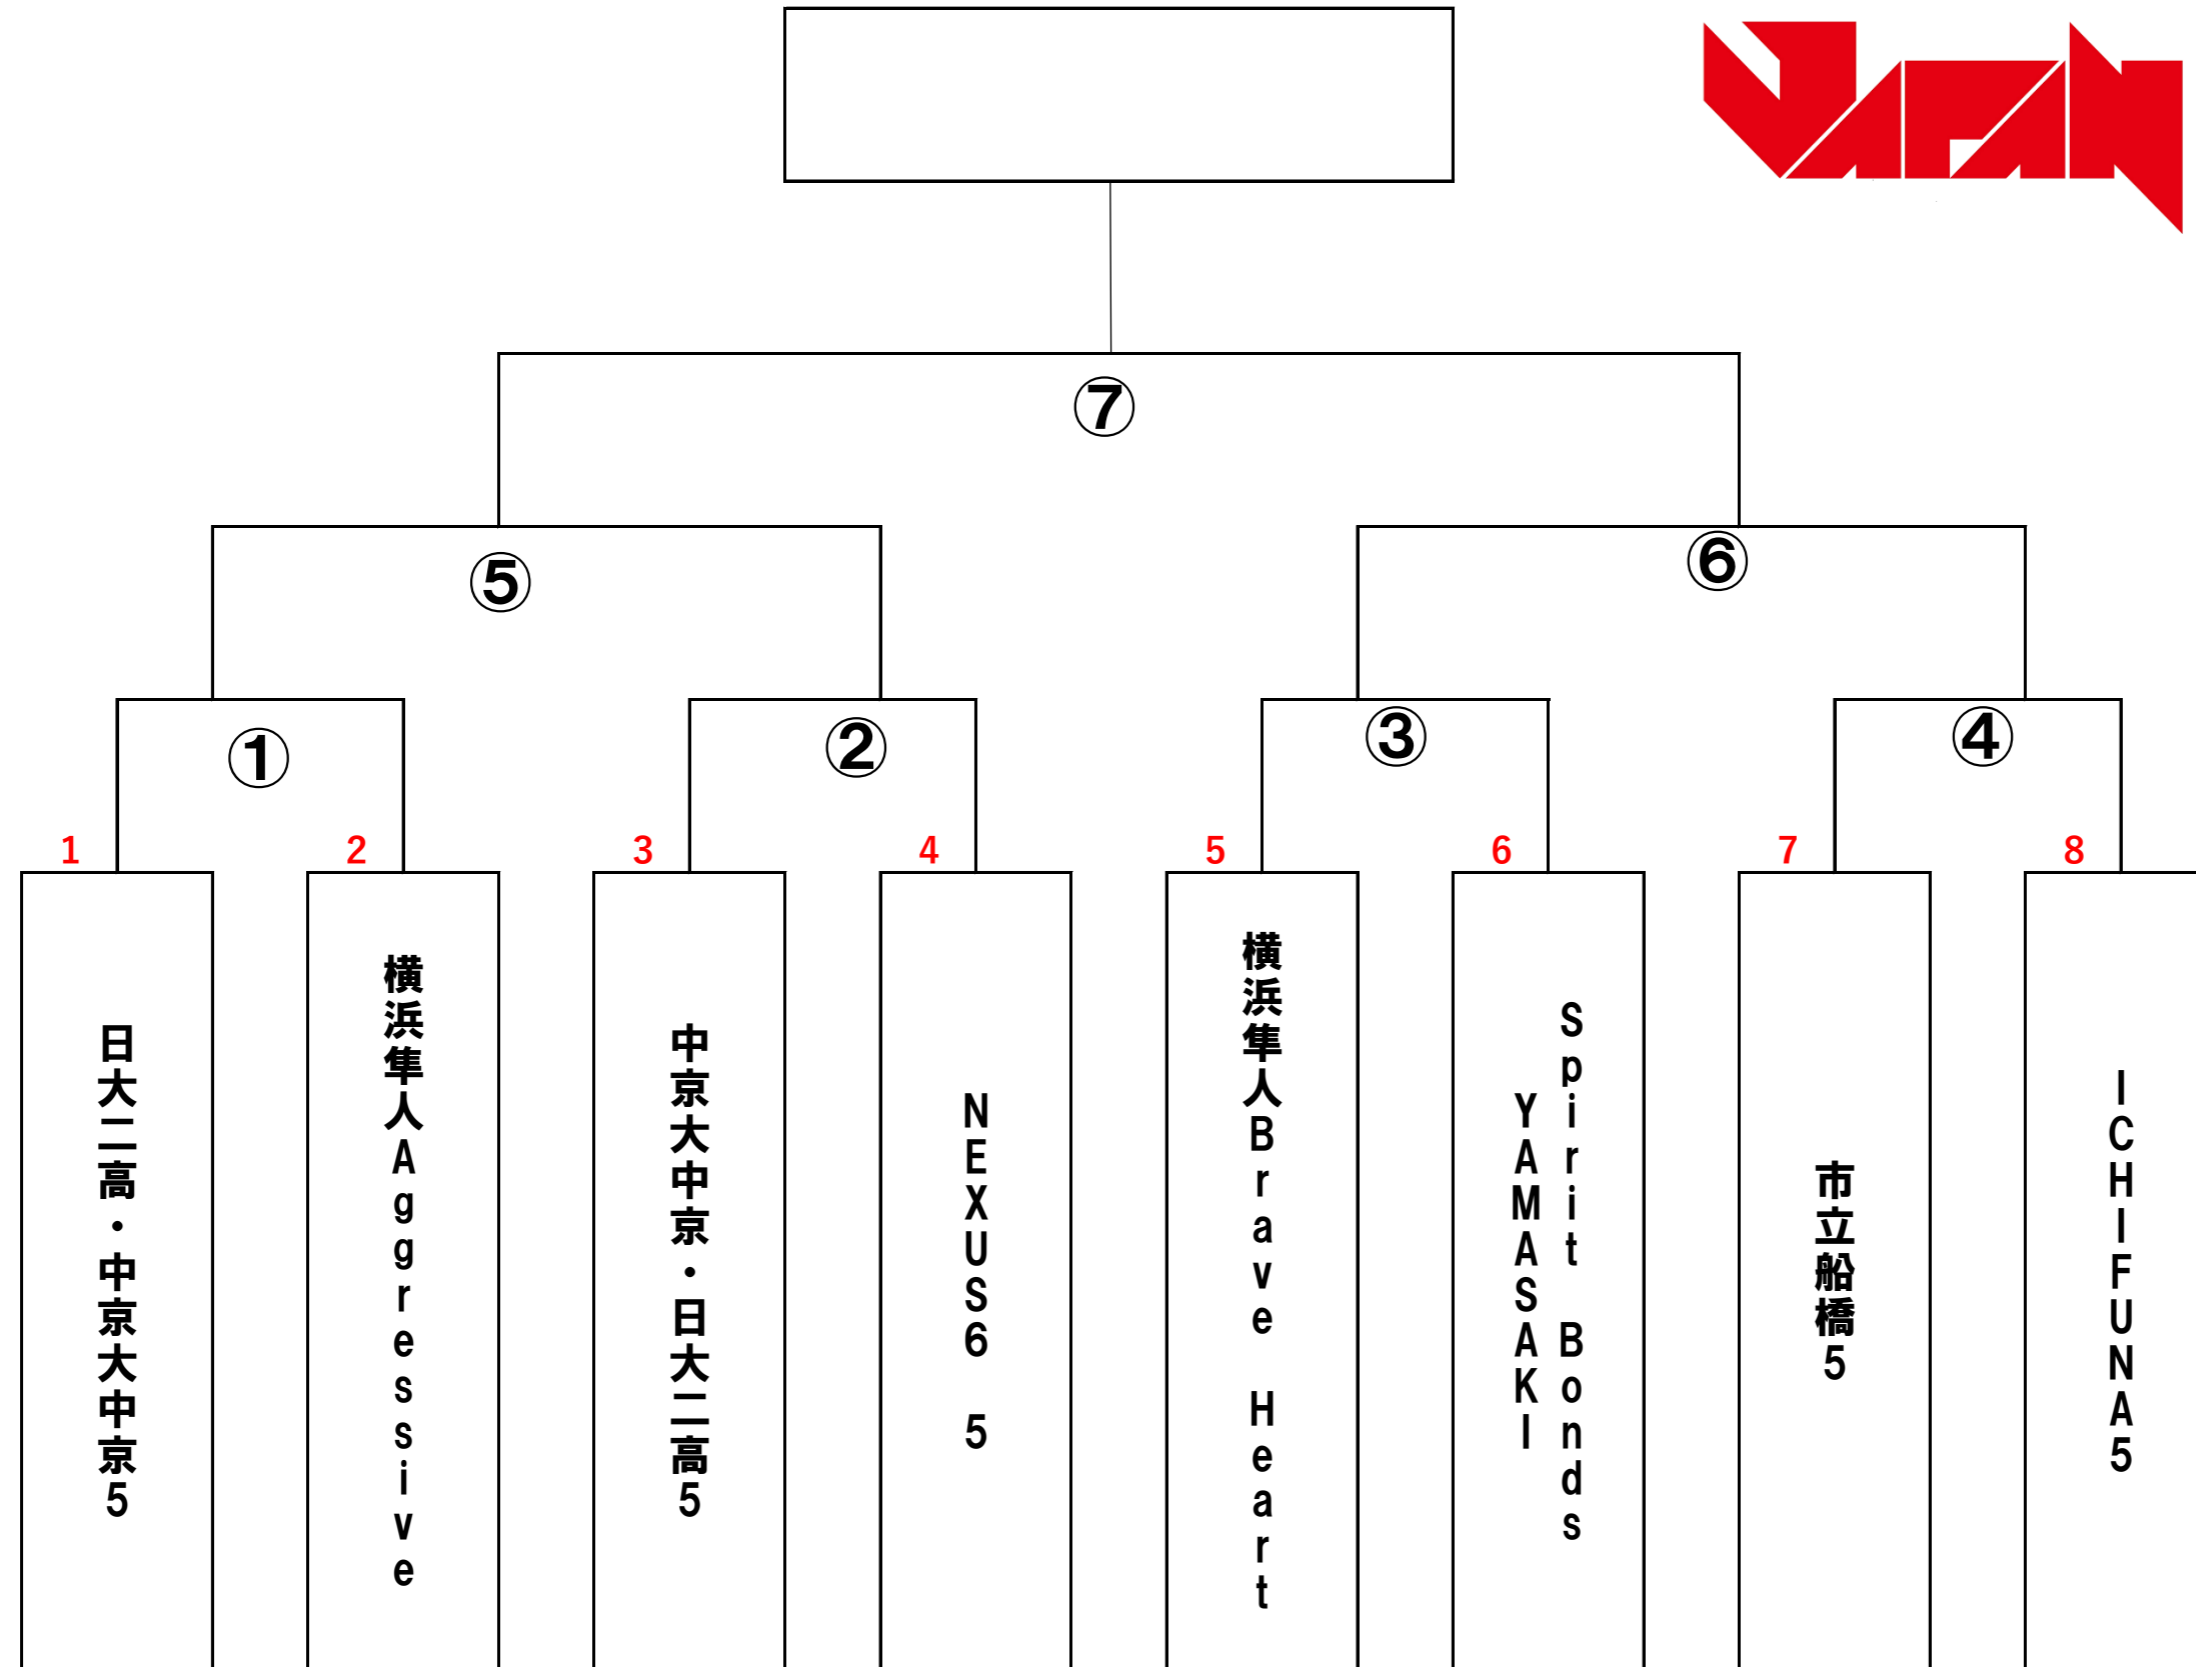 JAPAN
⑦
⑤
⑥
①
②
③
④
1
2
3
4
5
6
7
8
日大二高・中京大中京5
横浜隼人Aggressive
中京大中京・日大二高5
NEXUS6 5
横浜隼人Brave Heart
Spirit Bonds
YAMASAKI
市立船橋5
ICHIFUNA5